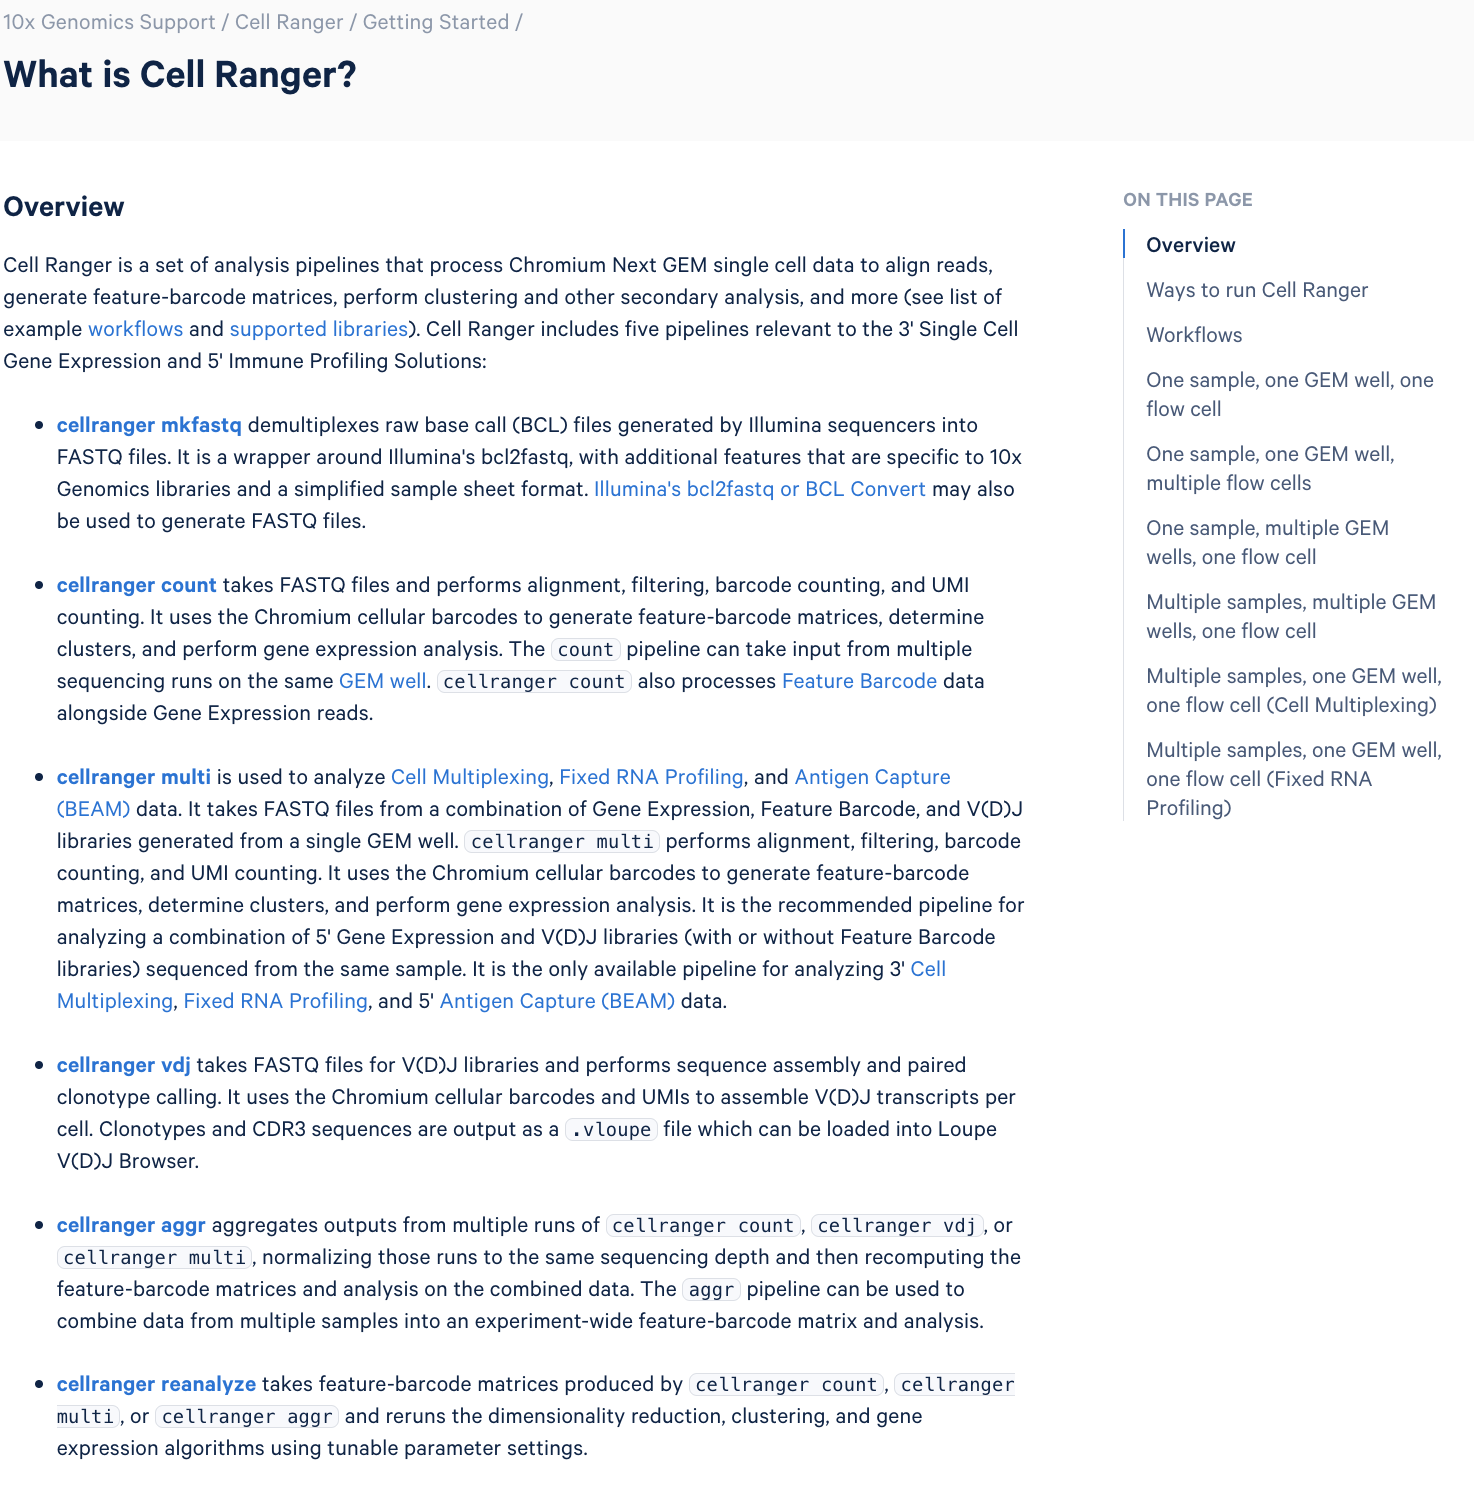 10x Genomics Support / Cell Ranger / Getting Started /
What is Cell Ranger?
Overview
Cell Ranger is a set of analysis pipelines that process Chromium Next GEM single cell data to align reads,
generate feature-barcode matrices, perform clustering and other secondary analysis, and more (see list of
example workflows and supported libraries). Cell Ranger includes five pipelines relevant to the 3' Single Cell
Gene Expression and 5' Immune Profiling Solutions:
• cellranger mkfastq demultiplexes raw base call (BCL) files generated by Illumina sequencers into
FASTQ files. It is a wrapper around Illumina's bcl2fastq, with additional features that are specific to 10x
Genomics libraries and a simplified sample sheet format. Illumina's bcl2fastq or BCL Convert may also
be used to generate FASTQ files.
• cellranger count takes FASTQ files and performs alignment, filtering, barcode counting, and UMI
counting. It uses the Chromium cellular barcodes to generate feature-barcode matrices, determine
clusters, and perform gene expression analysis. The count pipeline can take input from multiple
sequencing runs on the same GEM well. cellranger count also processes Feature Barcode data
alongside Gene Expression reads.
• cellranger multi is used to analyze Cell Multiplexing, Fixed RNA Profiling, and Antigen Capture
(BEAM) data. It takes FASTQ files from a combination of Gene Expression, Feature Barcode, and V(D)J
libraries generated from a single GEM well. cellranger multi performs alignment, filtering, barcode
counting, and UMI counting. It uses the Chromium cellular barcodes to generate feature-barcode
matrices, determine clusters, and perform gene expression analysis. It is the recommended pipeline for
analyzing a combination of 5' Gene Expression and V(D)J libraries (with or without Feature Barcode
libraries) sequenced from the same sample. It is the only available pipeline for analyzing 3' Cell
Multiplexing, Fixed RNA Profiling, and 5' Antigen Capture (BEAM) data.
• cellranger vdj takes FASTQ files for V(D)J libraries and performs sequence assembly and paired
clonotype calling. It uses the Chromium cellular barcodes and UMIs to assemble V(D)J transcripts per
cell. Clonotypes and CDR3 sequences are output as a .vloupe file which can be loaded into Loupe
V(D)J Browser.
• cellranger aggr aggregates outputs from multiple runs of cellranger count, cellranger vdj, or
cellranger multi, normalizing those runs to the same sequencing depth and then recomputing the
feature-barcode matrices and analysis on the combined data. The aggr pipeline can be used to
combine data from multiple samples into an experiment-wide feature-barcode matrix and analysis.
• cellranger reanalyze takes feature-barcode matrices produced by cellranger count, cellranger
multi, or cellranger aggr and reruns the dimensionality reduction, clustering, and gene
expression algorithms using tunable parameter settings.
ON THIS PAGE
Overview
Ways to run Cell Ranger
Workflows
One sample, one GEM well, one
flow cell
One sample, one GEM well,
multiple flow cells
One sample, multiple GEM
wells, one flow cell
Multiple samples, multiple GEM
wells, one flow cell
Multiple samples, one GEM well,
one flow cell (Cell Multiplexing)
Multiple samples, one GEM well,
one flow cell (Fixed RNA
Profiling)